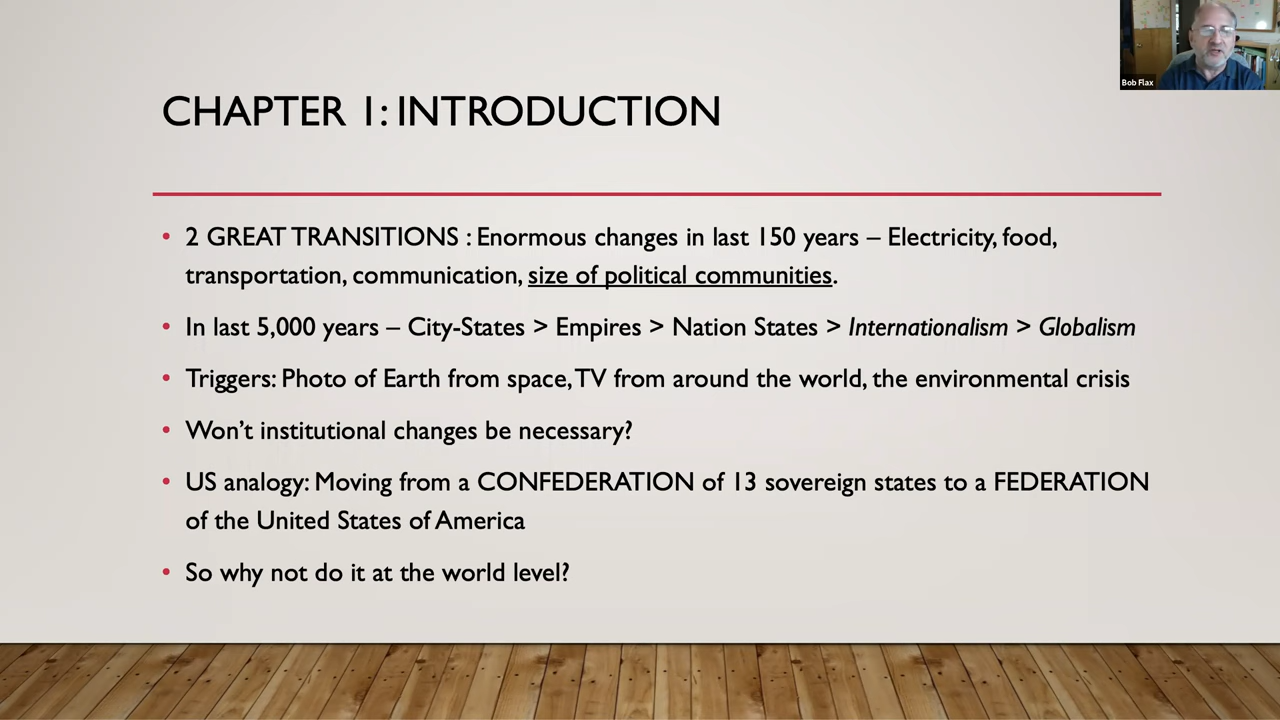 Bob Flax
CHAPTER 1: INTRODUCTION
• 2 GREAT TRANSITIONS : Enormous changes in last 150 years – Electricity, food,
transportation, communication, size of political communities.
• In last 5,000 years – City-States > Empires > Nation States > Internationalism > Globalism
• Triggers: Photo of Earth from space, TV from around the world, the environmental crisis
• Won’t institutional changes be necessary?
• US analogy: Moving from a CONFEDERATION of 13 sovereign states to a FEDERATION
of the United States of America
• So why not do it at the world level?